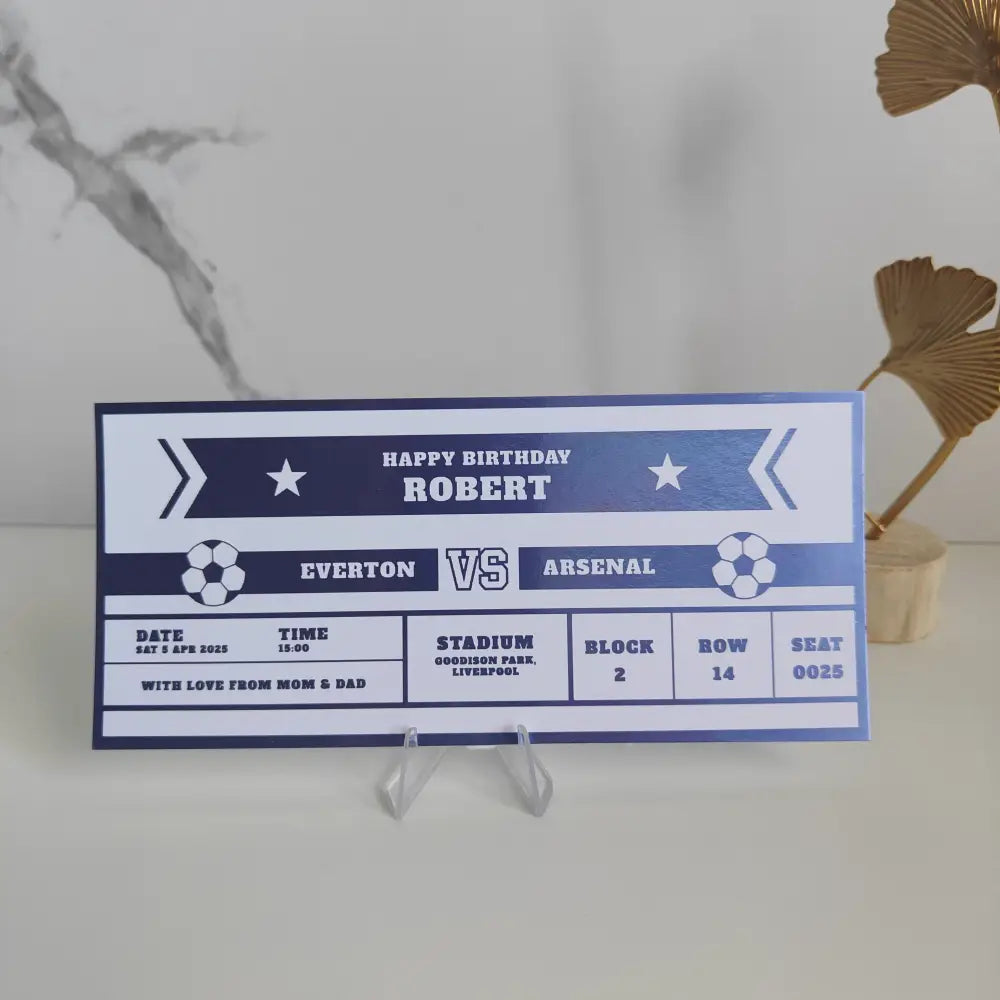 HAPPY BIRTHDAY
ROBERT
EVERTON VS ARSENAL
DATE
SAT 5 APR 2025
TIME
15:00
WITH LOVE FROM MOM & DAD
STADIUM
GOODISON PARK,
LIVERPOOL
BLOCK
2
ROW
14
SEAT
0025